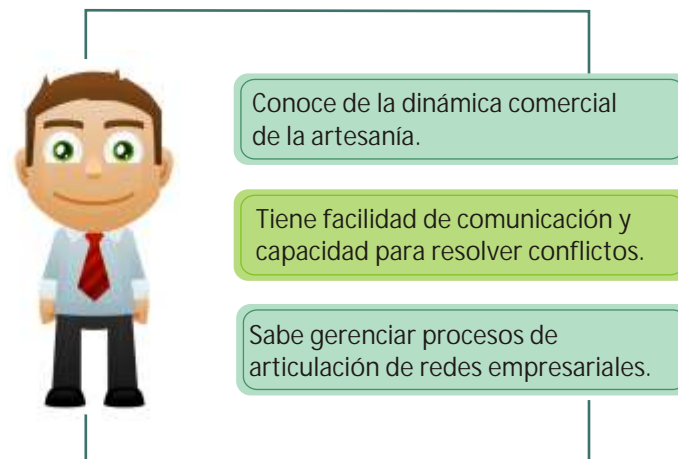 Conoce de la dinámica comercial
de la artesanía.
Tiene facilidad de comunicación y
capacidad para resolver conflictos.
Sabe gerenciar procesos de
articulación de redes empresariales.